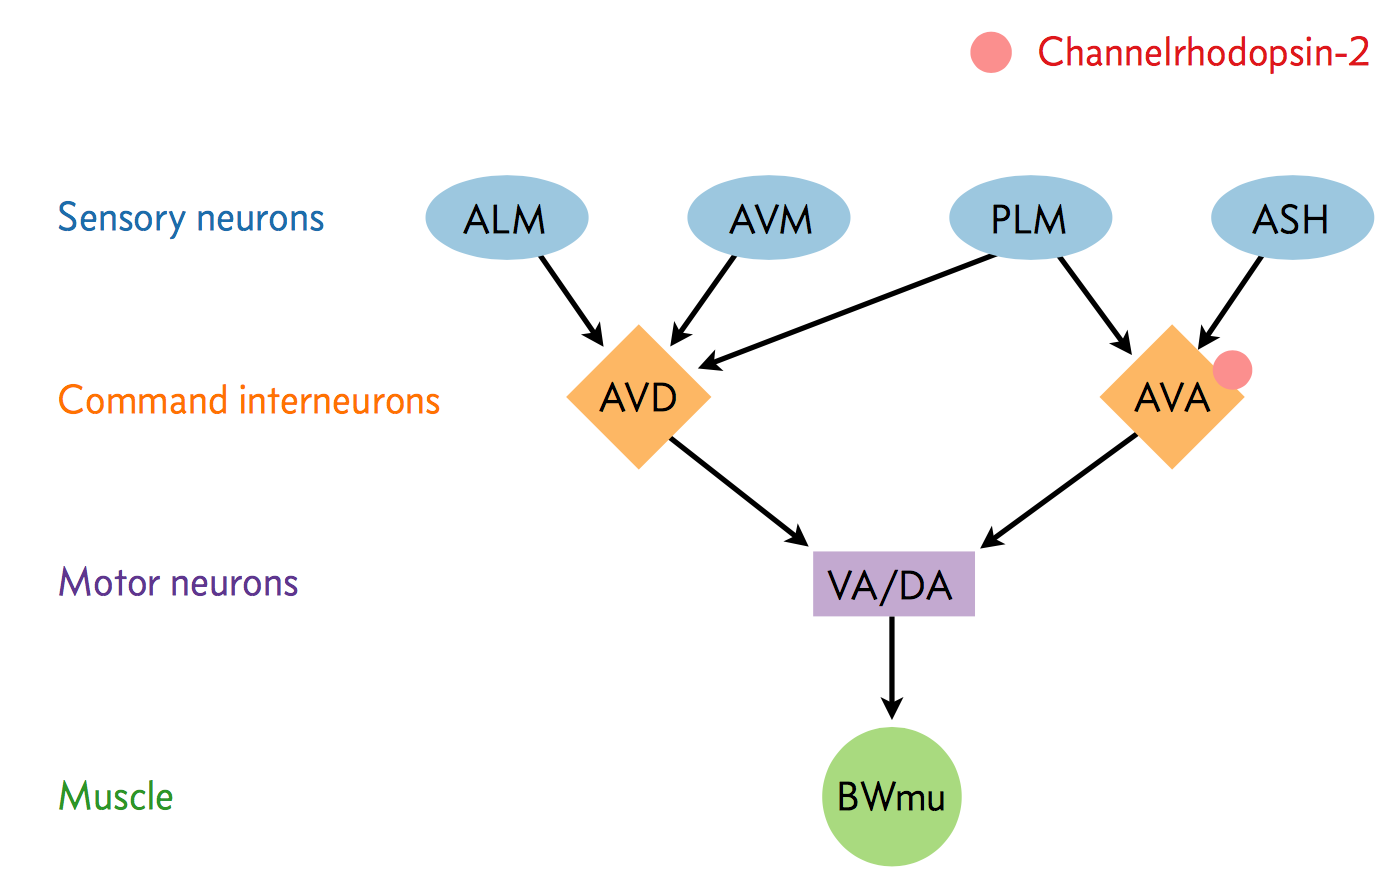 Channelrhodopsin-2
Sensory neurons
ALM
AVM
PLM
ASH
Command interneurons
AVD
AVA
Motor neurons
VA/DA
Muscle
BWmu